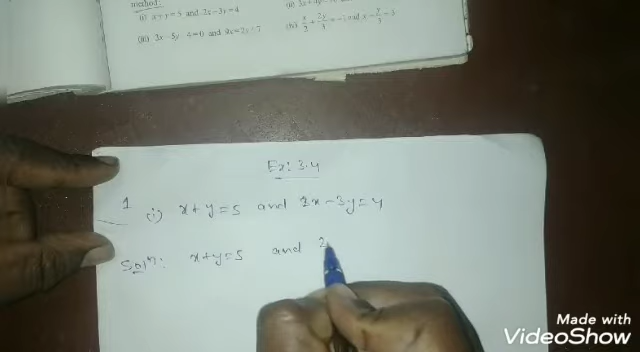 method:
(i) x+y=5 and 2x-3y=4
(iii) 3x-5y-4=0 and 9x=2y+7
Ex: 3.4
1 (i) x+y=5 and 2x-3y=4
Soln: x+y=5 and 2
Made with
VideoShow